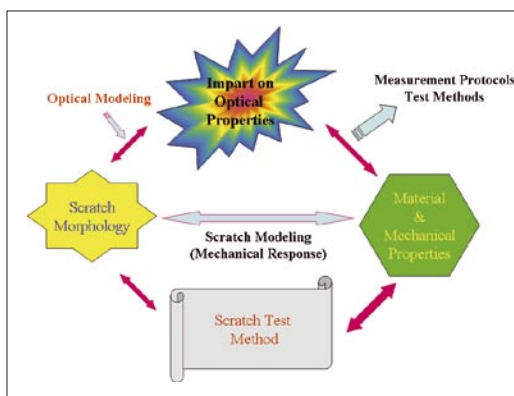 Impart on
Optical
Properties
Optical Modeling
Measurement Protocols
Test Methods
Scratch
Morphology
Scratch Modeling
(Mechanical Response)
Material
&
Mechanical
Properties
Scratch Test
Method